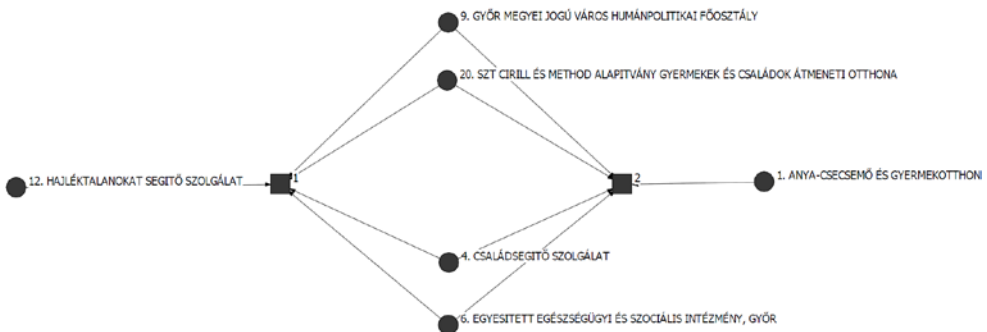 9. GYŐR MEGYEI JOGÚ VÁROS HUMÁNPOLITIKAI FŐOSZTÁLY
20. SZT CIRILL ÉS METHOD ALAPITVÁNY GYERMEKEK ÉS CSALÁDOK ÁTMENETI OTTHONA
12. HAJLÉKTALANOKAT SEGITŐ SZOLGÁLAT
1
2
1. ANYA-CSECSEMŐ ÉS GYERMEKOTTHON
4. CSALÁDSEGITŐ SZOLGÁLAT
6. EGYESITETT EGÉSZSÉGÜGYI ÉS SZOCIÁLIS INTÉZMÉNY, GYŐR